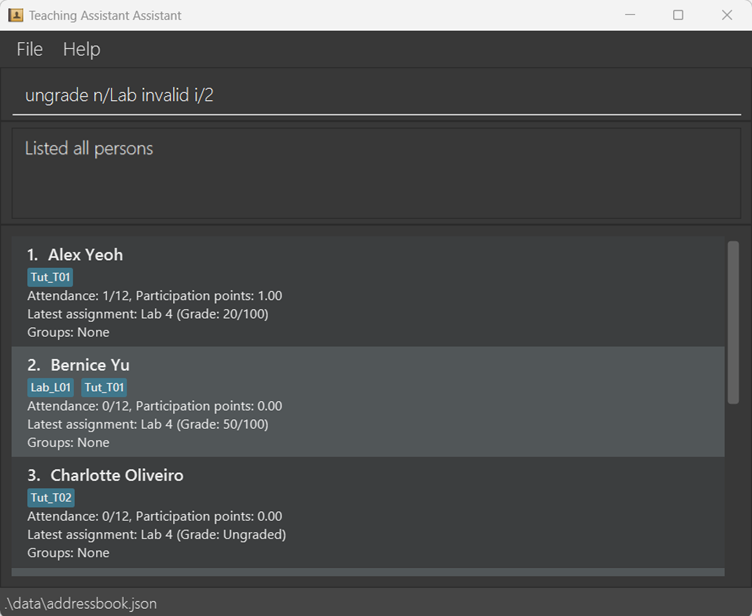 Teaching Assistant Assistant
File Help
ungrade n/Lab invalid i/2
Listed all persons
1. Alex Yeoh
Tut_T01
Attendance: 1/12, Participation points: 1.00
Latest assignment: Lab 4 (Grade: 20/100)
Groups: None
2. Bernice Yu
Lab_L01 Tut_T01
Attendance: 0/12, Participation points: 0.00
Latest assignment: Lab 4 (Grade: 50/100)
Groups: None
3. Charlotte Oliveiro
Tut_T02
Attendance: 0/12, Participation points: 0.00
Latest assignment: Lab 4 (Grade: Ungraded)
Groups: None
.\data\addressbook.json